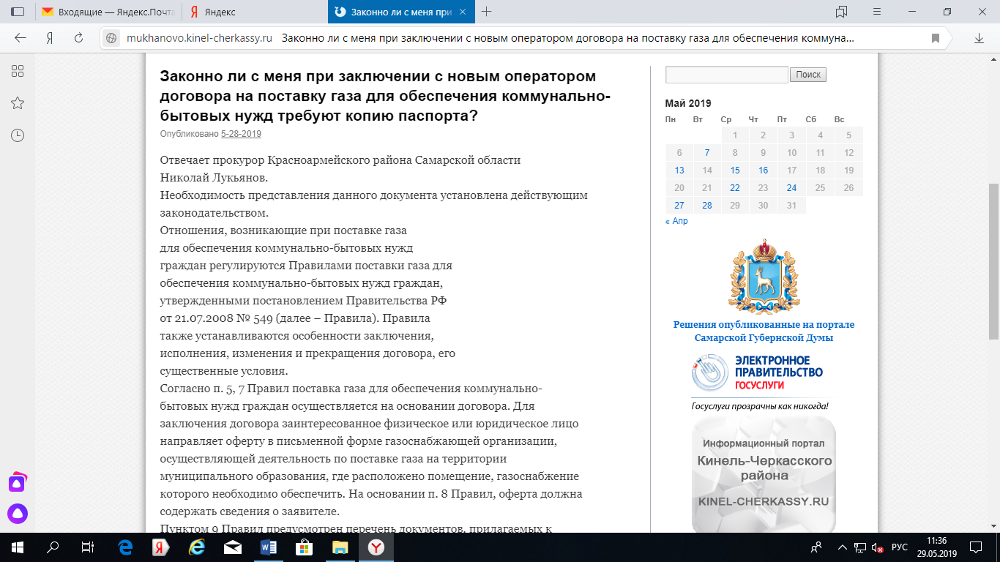 Входящие — Яндекс.Почта
Яндекс
Законно ли с меня при
mukhanovo.kinel-cherkassy.ru
Законно ли с меня при заключении с новым оператором договора на поставку газа для обеспечения коммуна...
Законно ли с меня при заключении с новым оператором
договора на поставку газа для обеспечения коммунально-
бытовых нужд требуют копию паспорта?
Опубликовано 5-28-2019
Отвечает прокурор Красноармейского района Самарской области
Николай Лукьянов.
Необходимость представления данного документа установлена действующим
законодательством.
Отношения, возникающие при поставке газа
для обеспечения коммунально-бытовых нужд
граждан регулируются Правилами поставки газа для
обеспечения коммунально-бытовых нужд граждан,
утвержденными постановлением Правительства РФ
от 21.07.2008 № 549 (далее – Правила). Правила
также устанавливаются особенности заключения,
исполнения, изменения и прекращения договора, его
существенные условия.
Согласно п. 5, 7 Правил поставка газа для обеспечения коммунально-
бытовых нужд граждан осуществляется на основании договора. Для
заключения договора заинтересованное физическое или юридическое лицо
направляет оферту в письменной форме газоснабжающей организации,
осуществляющей деятельность по поставке газа на территории
муниципального образования, где расположено помещение, газоснабжение
которого необходимо обеспечить. На основании п. 8 Правил, оферта должна
содержать сведения о заявителе.
Пунктом 9 Правил предусмотрен перечень документов, прилагаемых к
Поиск
Май 2019
Пн Вт Ср Чт Пт Сб Вс
1 2 3 4 5
6 7 8 9 10 11 12
13 14 15 16 17 18 19
20 21 22 23 24 25 26
27 28 29 30 31
« Апр
Решения опубликованные на портале
Самарской Губернской Думы
ЭЛЕКТРОННОЕ
ПРАВИТЕЛЬСТВО
ГОСУСЛУГИ
Госуслуги прозрачны как никогда!
Информационный портал
Кинель-Черкасского
района
KINEL-CHERKASSY.RU
РУС
11:36
29.05.2019